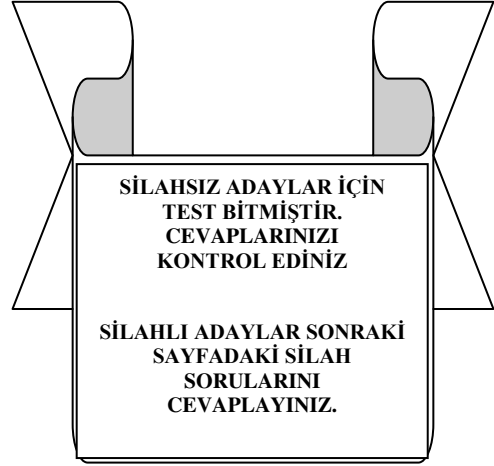 SİLAHSIZ ADAYLAR İÇİN
TEST BİTMİŞTİR.
CEVAPLARINIZI
KONTROL EDİNİZ
SİLAHLI ADAYLAR SONRAKİ
SAYFADAKİ SİLAH
SORULARINI
CEVAPLAYINIZ.